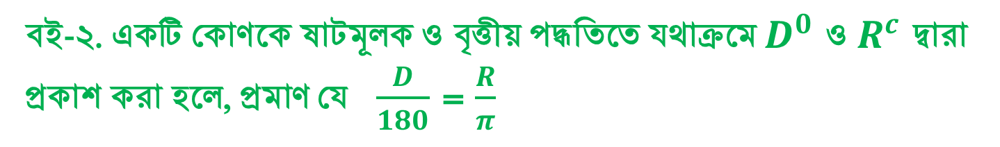 বই-২. একটি কোণকে ষাটমূলক ও বৃত্তীয় পদ্ধতিতে যথাক্রমে D⁰ ও Rᶜ দ্বারা
প্রকাশ করা হলে, প্রমাণ যে D/180 = R/π